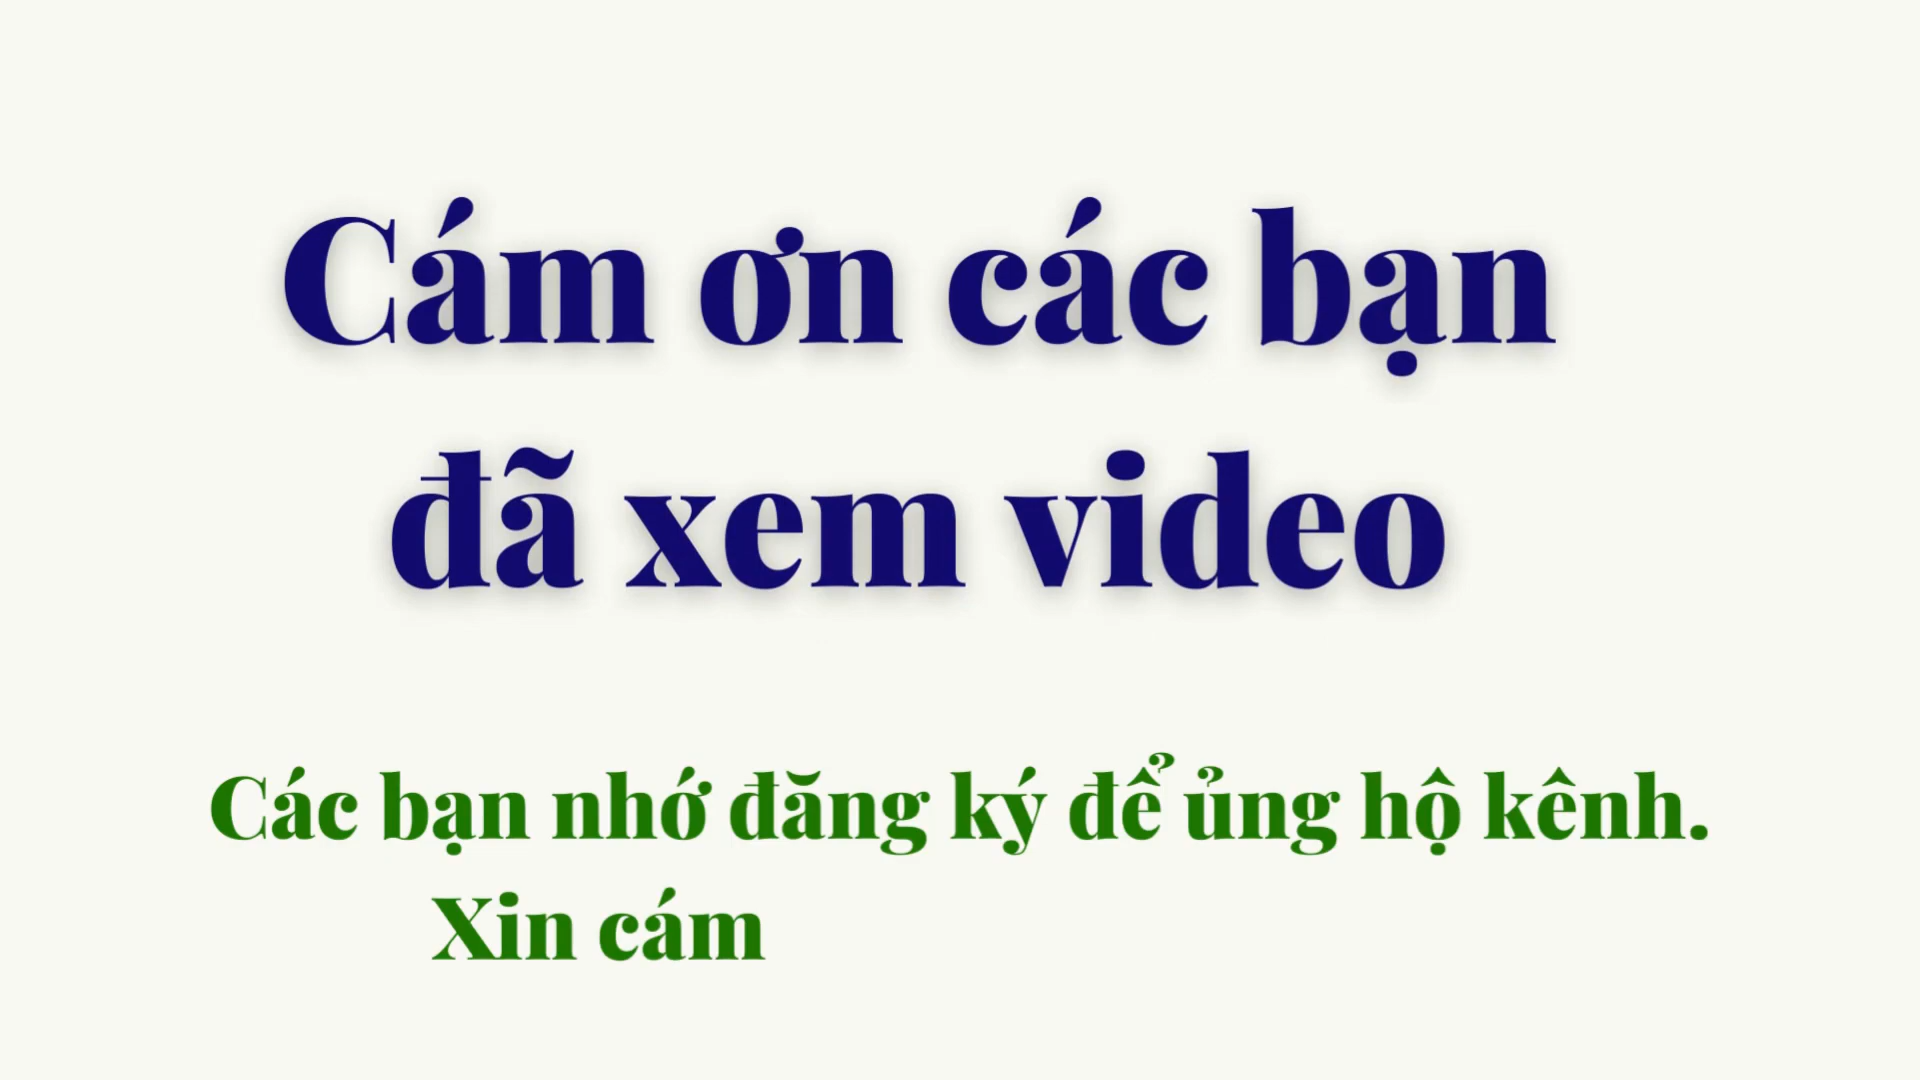 Cám ơn các bạn
đã xem video
Các bạn nhớ đăng ký để ủng hộ kênh.
Xin cám